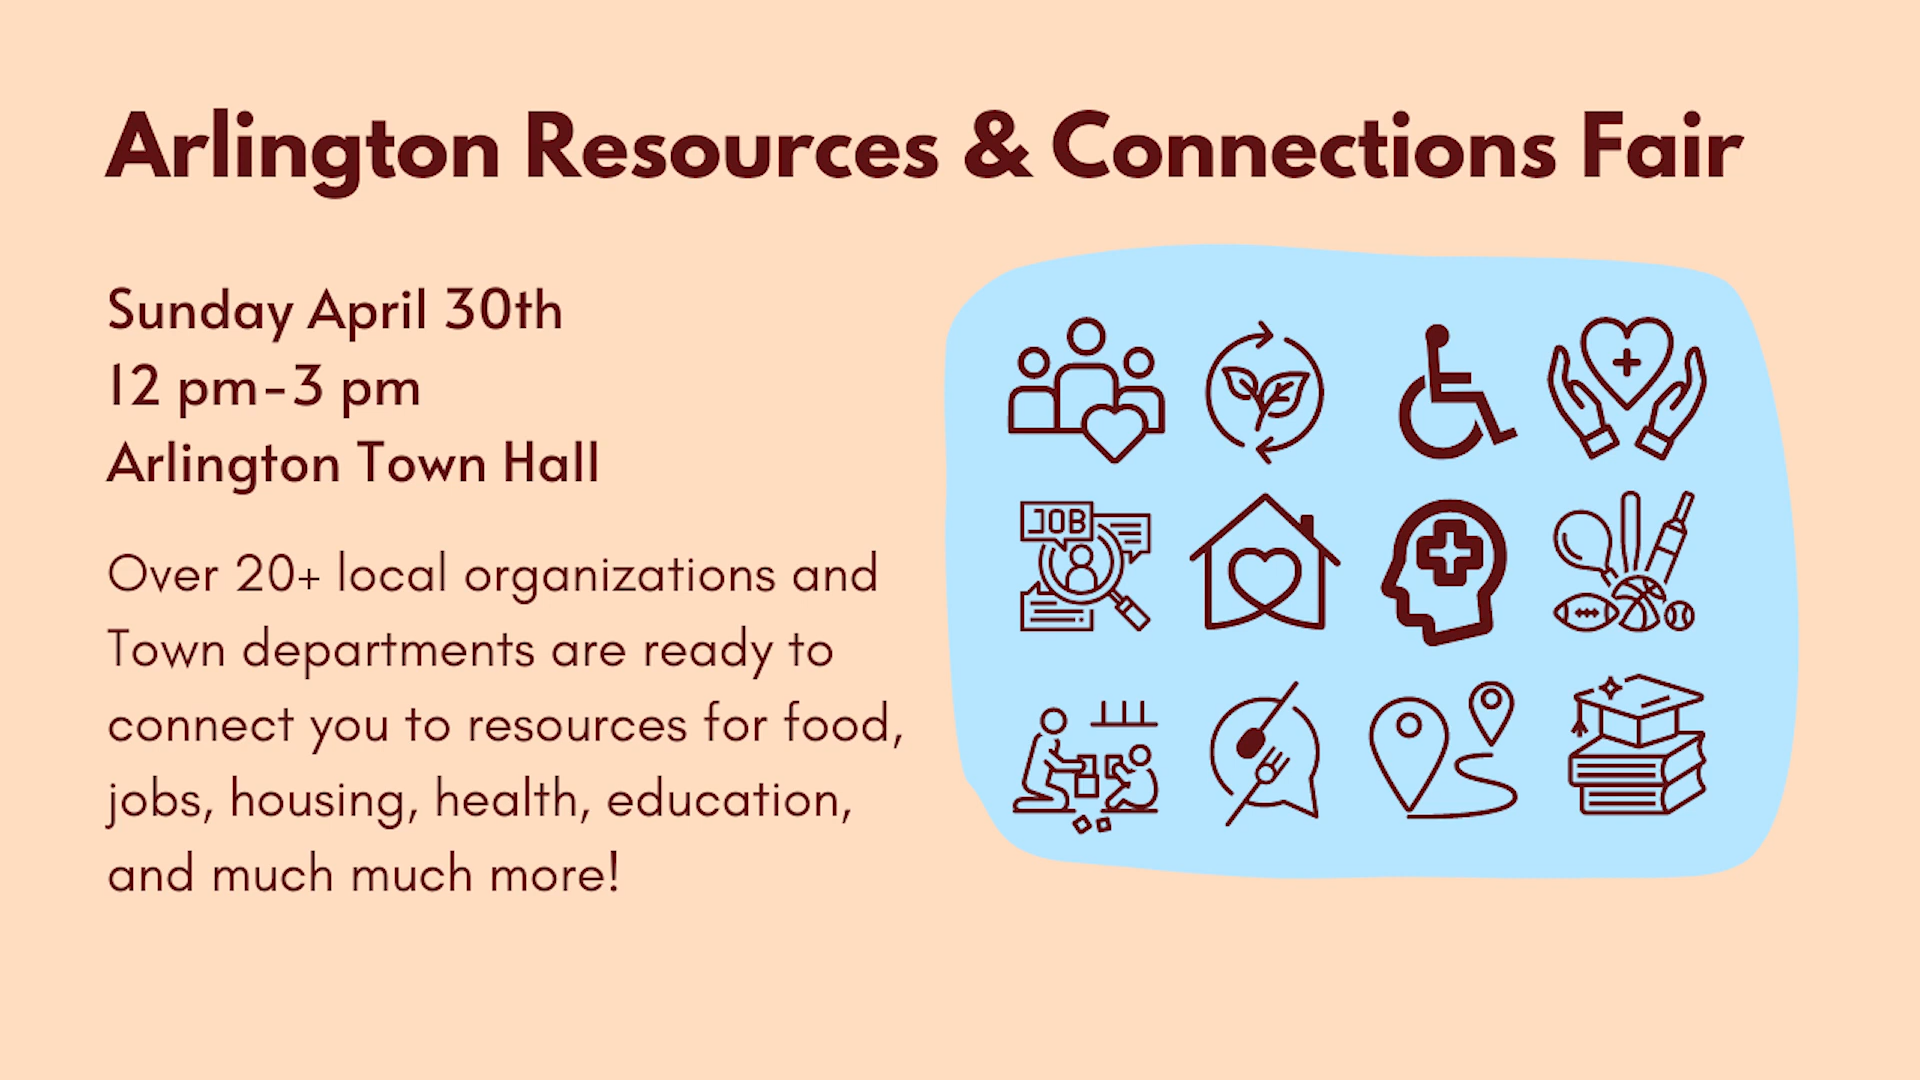 Arlington Resources & Connections Fair
Sunday April 30th
12 pm-3 pm
Arlington Town Hall
Over 20+ local organizations and
Town departments are ready to
connect you to resources for food,
jobs, housing, health, education,
and much much more!
JOB